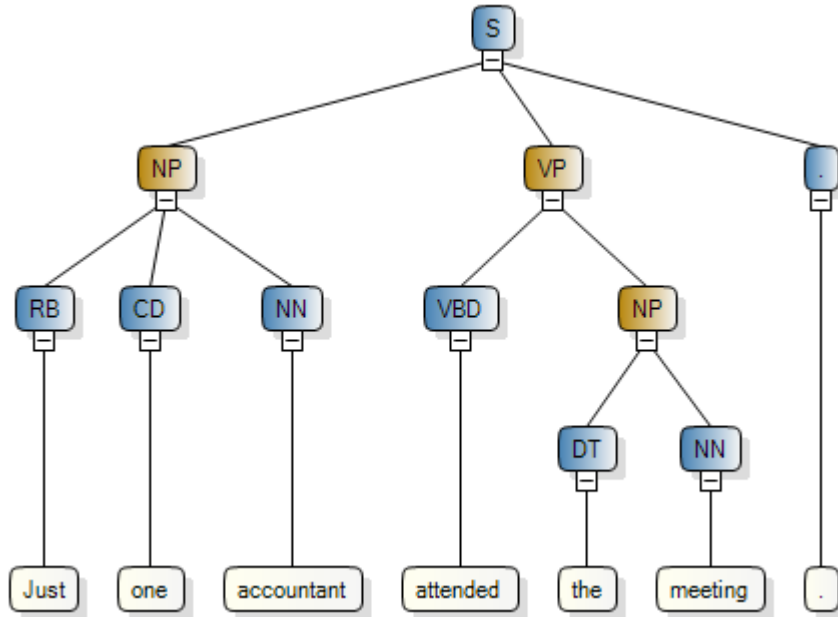 S
NP VP .
RB CD NN VBD NP
DT NN
Just one accountant attended the meeting .